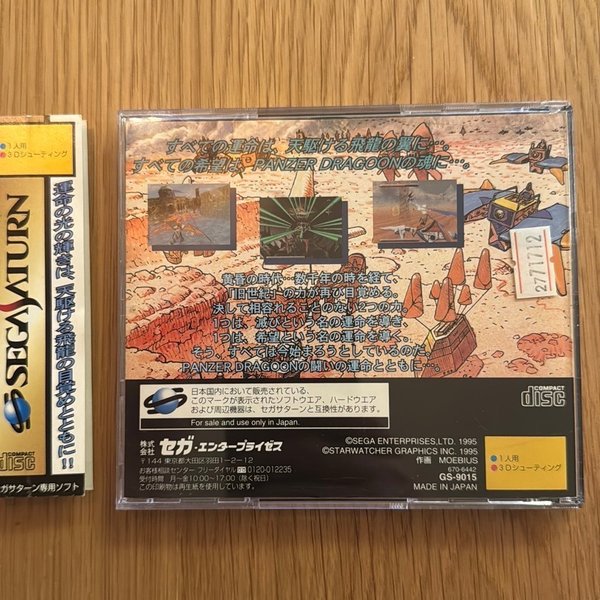 1人用
3Dシューティング
SEGA SATURN
運命の光の輝きは、天駆ける飛龍の目覚めとともに!!
disc
ガサターン専用ソフト
すべての運命は、天駆ける飛龍の翼に…。
すべての希望は、PANZER DRAGOONの魂に…。
2771712
黄昏の時代…数千年の時を経て、
「旧世紀」の力が再び目覚める。
決して相容れることのない2つの力。
1つは、滅びという名の運命を導き、
1つは、希望という名の運命を導く。
そう、すべては今始まろうとしているのだ、
PANZER DRAGOONの闘いの運命とともに…。
日本国内において販売されている、
このマークが表示されたソフトウエア、ハードウエア
および周辺機器は、セガサターンと互換性があります。
For sale and use only in Japan.
COMPACT
disc
株式会社 セガ・エンタープライゼス
〒144 東京都大田区羽田1-2-12
お客様相談センター フリーダイヤル 0120-012235
受付時間 月~金10:00~17:00(除く祝日)
この印刷物は再生紙を使用しています。
©SEGA ENTERPRISES,LTD. 1995
©STARWATCHER GRAPHICS INC. 1995
作画 MOEBIUS
670-6442
GS-9015
MADE IN JAPAN
1人用
3Dシューティング